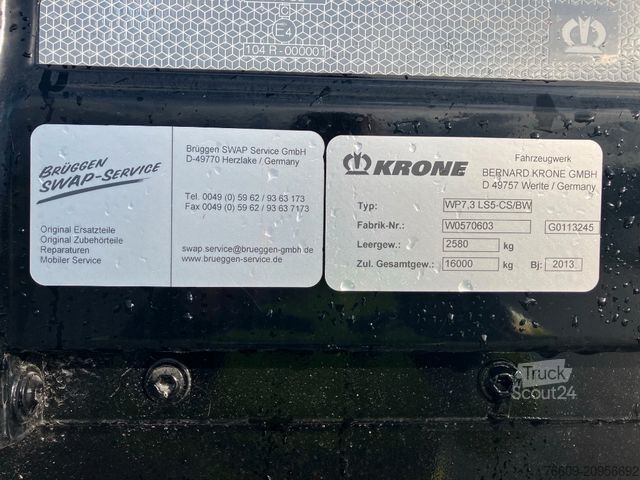 E4
104 R-000001
BRÜGGEN
SWAP-SERVICE
Original Ersatzteile
Original Zubehörteile
Reparaturen
Mobiler Service
Brüggen SWAP Service GmbH
D-49770 Herzlake / Germany
Tel. 0049 (0) 59 62 / 93 63 173
Fax 0049 (0) 59 62 / 93 63 7173
swap.service@brueggen-gmbh.de
www.brueggen-service.de
KRONE
Fahrzeugwerk
BERNARD KRONE GMBH
D 49757 Werlte / Germany
Typ: WP7,3 LS5-CS/BW
Fabrik-Nr.: W0570603 G0113245
Leergew.: 2580 kg
Zul. Gesamtgew.: 16000 kg Bj: 2013
Truck
Scout24
76609-20956692